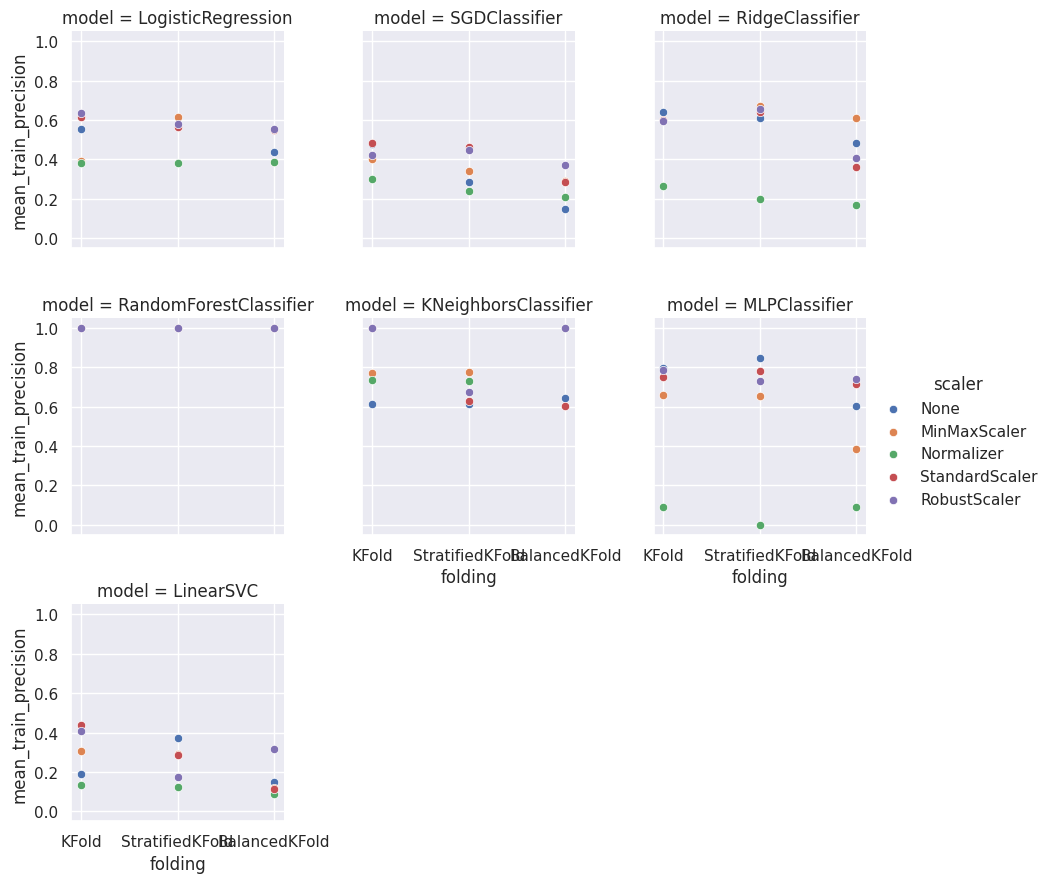 model = LogisticRegression
model = SGDClassifier
model = RidgeClassifier
1.0
0.8
0.6
0.4
0.2
0.0
mean_train_precision
model = RandomForestClassifier
model = KNeighborsClassifier
model = MLPClassifier
1.0
0.8
0.6
0.4
0.2
0.0
mean_train_precision
scaler
None
MinMaxScaler
Normalizer
StandardScaler
RobustScaler
KFold StratifiedKFold BalancedKFold
folding
KFold StratifiedKFold BalancedKFold
folding
model = LinearSVC
1.0
0.8
0.6
0.4
0.2
0.0
mean_train_precision
KFold StratifiedKFold BalancedKFold
folding